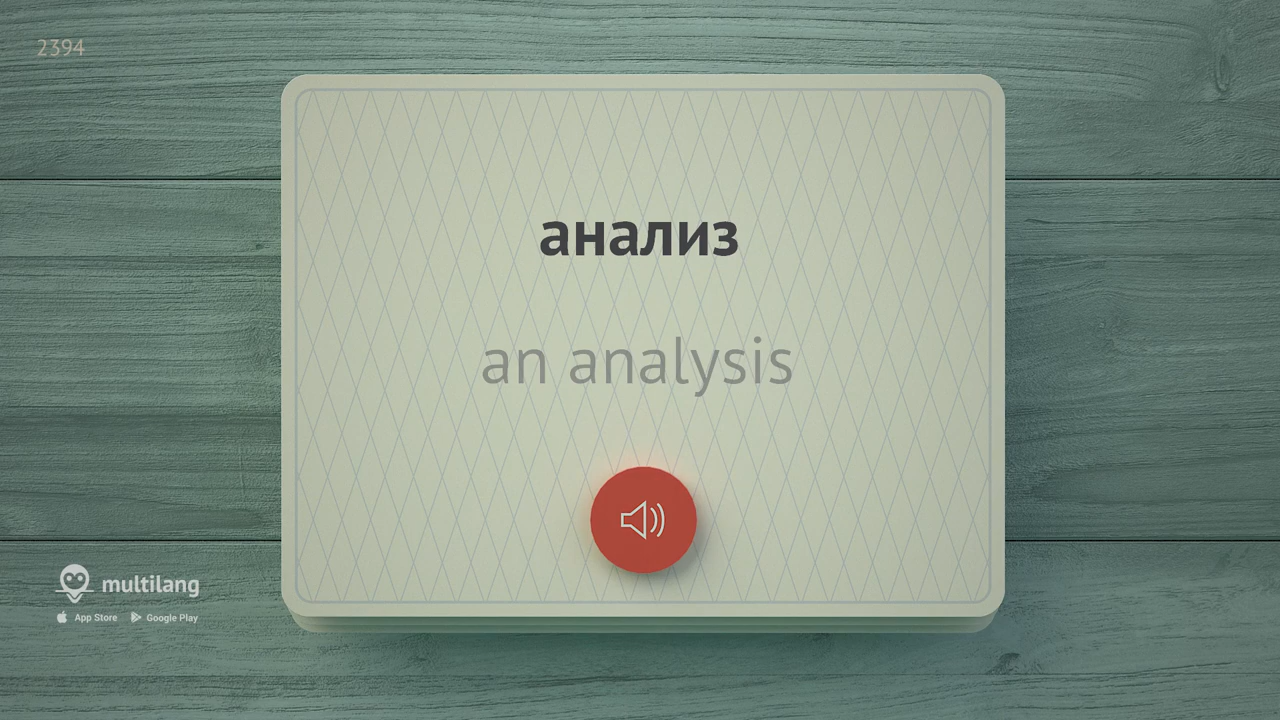 2394
анализ
an analysis
multilang
App Store Google Play